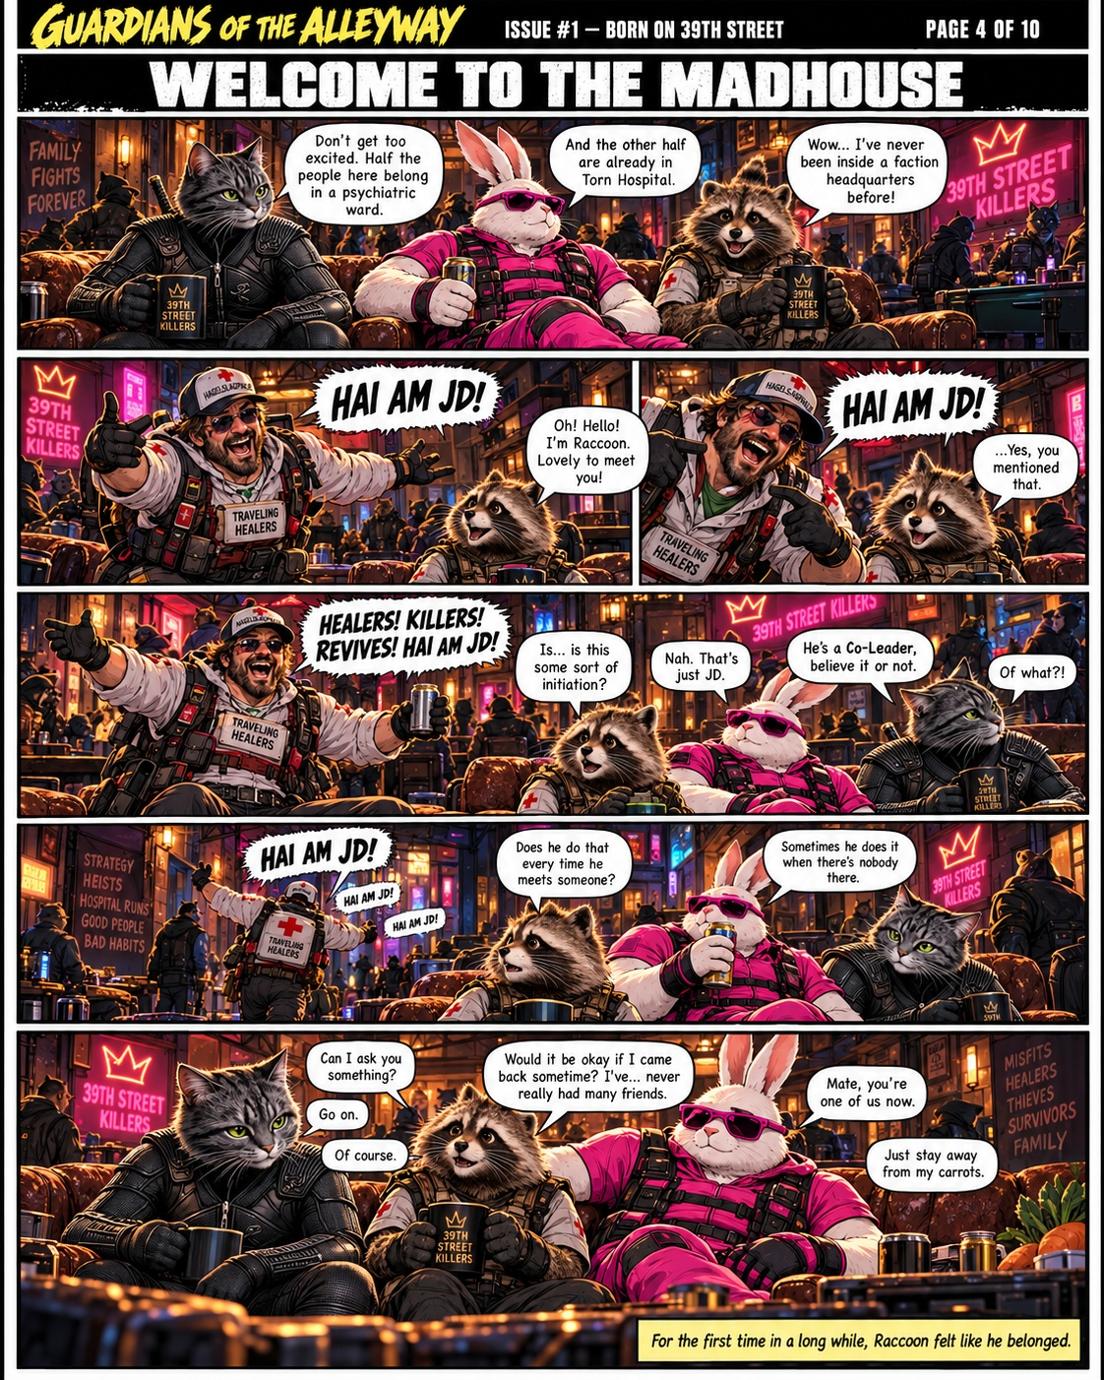 GUARDIANS OF THE ALLEYWAY
ISSUE #1 – BORN ON 39TH STREET
PAGE 4 OF 10
WELCOME TO THE MADHOUSE
FAMILY
FIGHTS
FOREVER
Don't get too
excited. Half the
people here belong
in a psychiatric
ward.
And the other half
are already in
Torn Hospital.
Wow... I've never
been inside a faction
headquarters
before!
39TH STREET
KILLERS
39TH
STREET
KILLERS
39TH
STREET
KILLERS
39TH
STREET
KILLERS
HAI AM JD!
Oh! Hello!
I'm Raccoon.
Lovely to meet
you!
TRAVELING
HEALERS
HAI AM JD!
...Yes, you
mentioned
that.
TRAVELING
HEALERS
HEALERS! KILLERS!
REVIVES! HAI AM JD!
TRAVELING
HEALERS
39TH STREET KILLERS
Is... is this
some sort of
initiation?
Nah. That's
just JD.
He's a Co-Leader,
believe it or not.
Of what?!
39TH
STREET
KILLERS
STRATEGY
HEISTS
HOSPITAL RUNS
GOOD PEOPLE
BAD HABITS
HAI AM JD!
HAI AM JD!
HAI AM JD!
TRAVELING
HEALERS
Does he do that
every time he
meets someone?
Sometimes he does it
when there's nobody
there.
39TH STREET
KILLERS
39TH
39TH STREET
KILLERS
Can I ask you
something?
Go on.
Of course.
Would it be okay if I came
back sometime? I've... never
really had many friends.
39TH
STREET
KILLERS
Mate, you're
one of us now.
Just stay away
from my carrots.
MISFITS
HEALERS
THIEVES
SURVIVORS
FAMILY
For the first time in a long while, Raccoon felt like he belonged.